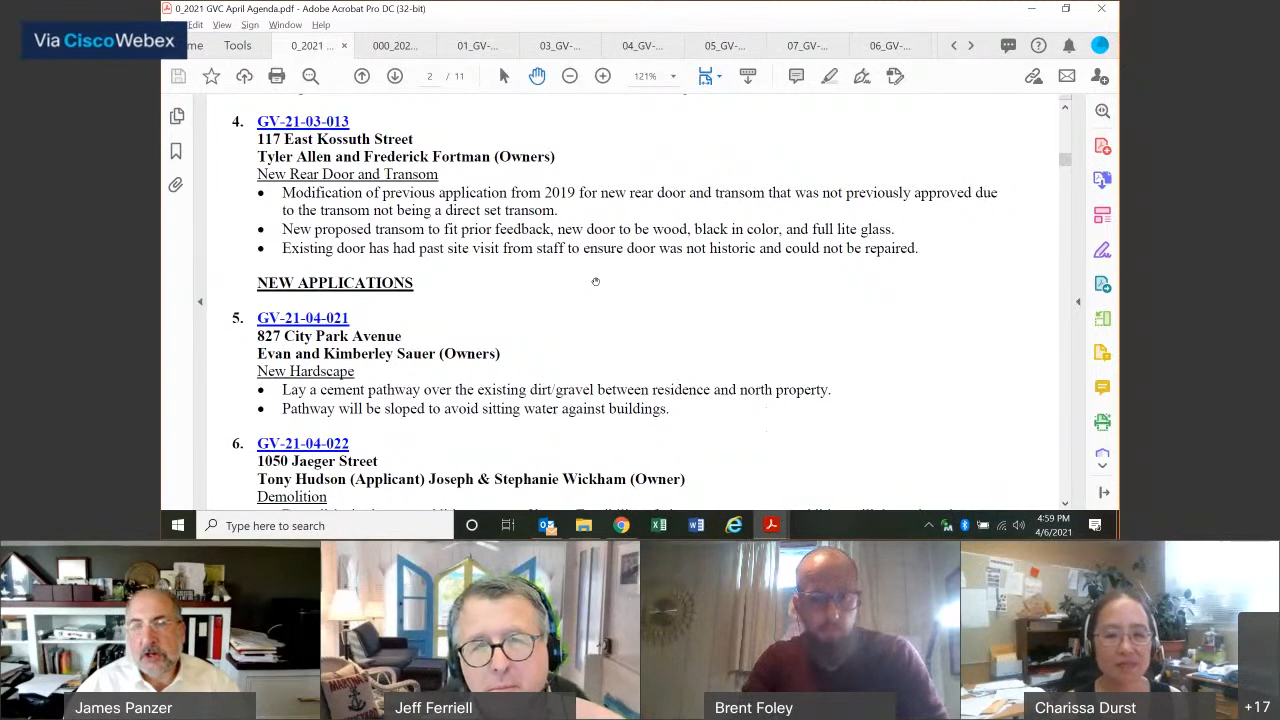 0_2021 GVC April Agenda.pdf - Adobe Acrobat Pro DC (32-bit)
Via CiscoWebex
Edit View Sign Window Help
me Tools 0_2021 ... × 000_202... 01_GV-... 03_GV-... 04_GV-... 05_GV-... 07_GV-... 06_GV-...
2 / 11 121%
4. GV-21-03-013
117 East Kossuth Street
Tyler Allen and Frederick Fortman (Owners)
New Rear Door and Transom
• Modification of previous application from 2019 for new rear door and transom that was not previously approved due
to the transom not being a direct set transom.
• New proposed transom to fit prior feedback, new door to be wood, black in color, and full lite glass.
• Existing door has had past site visit from staff to ensure door was not historic and could not be repaired.
NEW APPLICATIONS
5. GV-21-04-021
827 City Park Avenue
Evan and Kimberley Sauer (Owners)
New Hardscape
• Lay a cement pathway over the existing dirt/gravel between residence and north property.
• Pathway will be sloped to avoid sitting water against buildings.
6. GV-21-04-022
1050 Jaeger Street
Tony Hudson (Applicant) Joseph & Stephanie Wickham (Owner)
Demolition
Type here to search
4:59 PM
4/6/2021
James Panzer
Jeff Ferriell
Brent Foley
Charissa Durst
+17